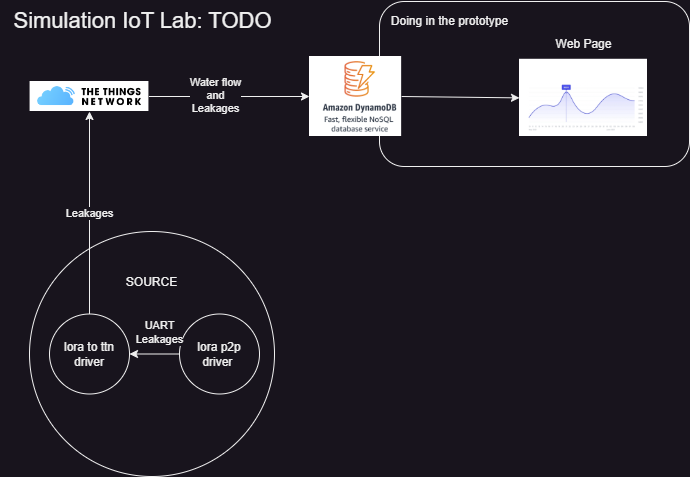 Simulation IoT Lab: TODO
Doing in the prototype
Web Page
THE THINGS
NETWORK
Water flow
and
Leakages
Amazon DynamoDB
Fast, flexible NoSQL
database service
Leakages
SOURCE
lora to ttn
driver
UART
Leakages
lora p2p
driver